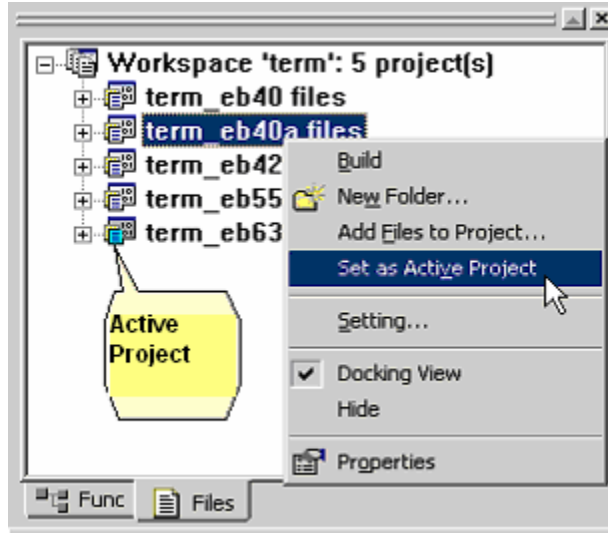 Workspace 'term': 5 project(s)
term_eb40 files
term_eb40a files
term_eb42
term_eb55
term_eb63
Active
Project
Build
New Folder...
Add Files to Project...
Set as Active Project
Setting...
Docking View
Hide
Properties
Func
Files